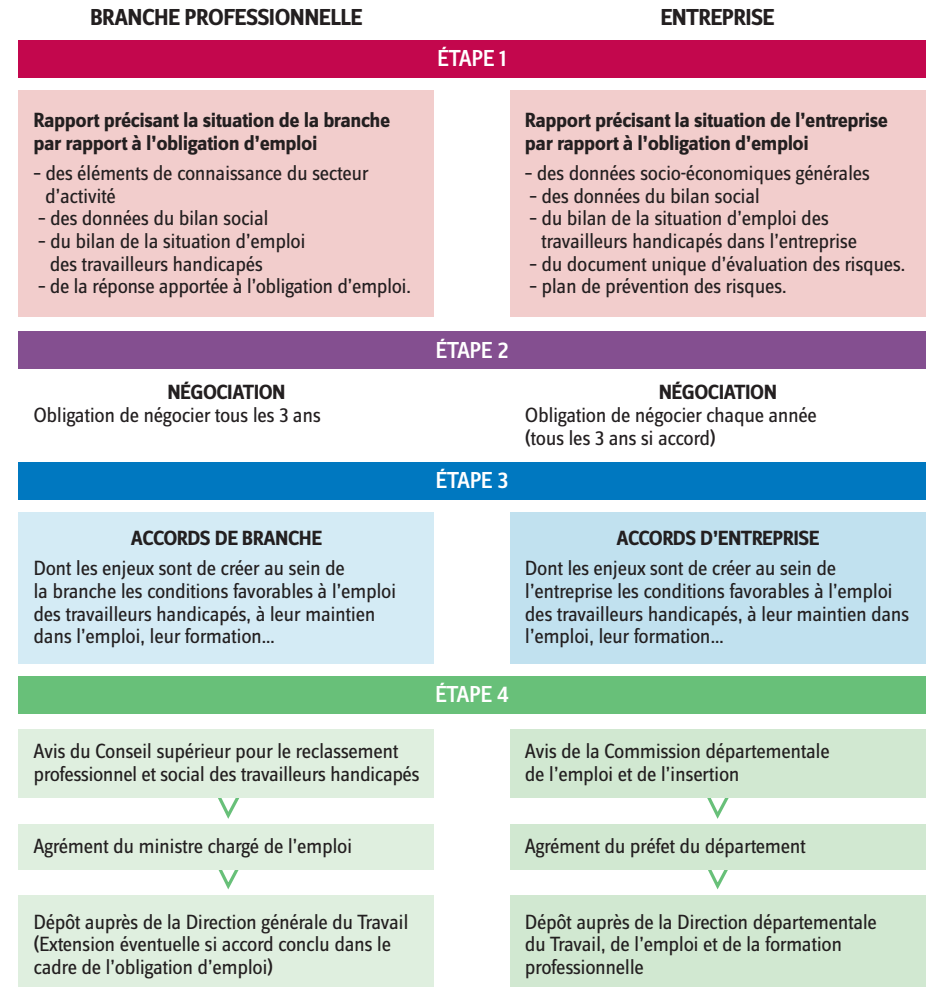 BRANCHE PROFESSIONNELLE
ENTREPRISE
ÉTAPE 1
Rapport précisant la situation de la branche
par rapport à l'obligation d'emploi
– des éléments de connaissance du secteur
d'activité
– des données du bilan social
– du bilan de la situation d'emploi
des travailleurs handicapés
– de la réponse apportée à l'obligation d'emploi.
Rapport précisant la situation de l'entreprise
par rapport à l'obligation d'emploi
– des données socio-économiques générales
– des données du bilan social
– du bilan de la situation d'emploi des
travailleurs handicapés dans l'entreprise
– du document unique d'évaluation des risques.
– plan de prévention des risques.
ÉTAPE 2
NÉGOCIATION
Obligation de négocier tous les 3 ans
NÉGOCIATION
Obligation de négocier chaque année
(tous les 3 ans si accord)
ÉTAPE 3
ACCORDS DE BRANCHE
Dont les enjeux sont de créer au sein de
la branche les conditions favorables à l'emploi
des travailleurs handicapés, à leur maintien
dans l'emploi, leur formation...
ACCORDS D'ENTREPRISE
Dont les enjeux sont de créer au sein de
l'entreprise les conditions favorables à l'emploi
des travailleurs handicapés, à leur maintien dans
l'emploi, leur formation...
ÉTAPE 4
Avis du Conseil supérieur pour le reclassement
professionnel et social des travailleurs handicapés
Agrément du ministre chargé de l'emploi
Dépôt auprès de la Direction générale du Travail
(Extension éventuelle si accord conclu dans le
cadre de l'obligation d'emploi)
Avis de la Commission départementale
de l'emploi et de l'insertion
Agrément du préfet du département
Dépôt auprès de la Direction départementale
du Travail, de l'emploi et de la formation
professionnelle